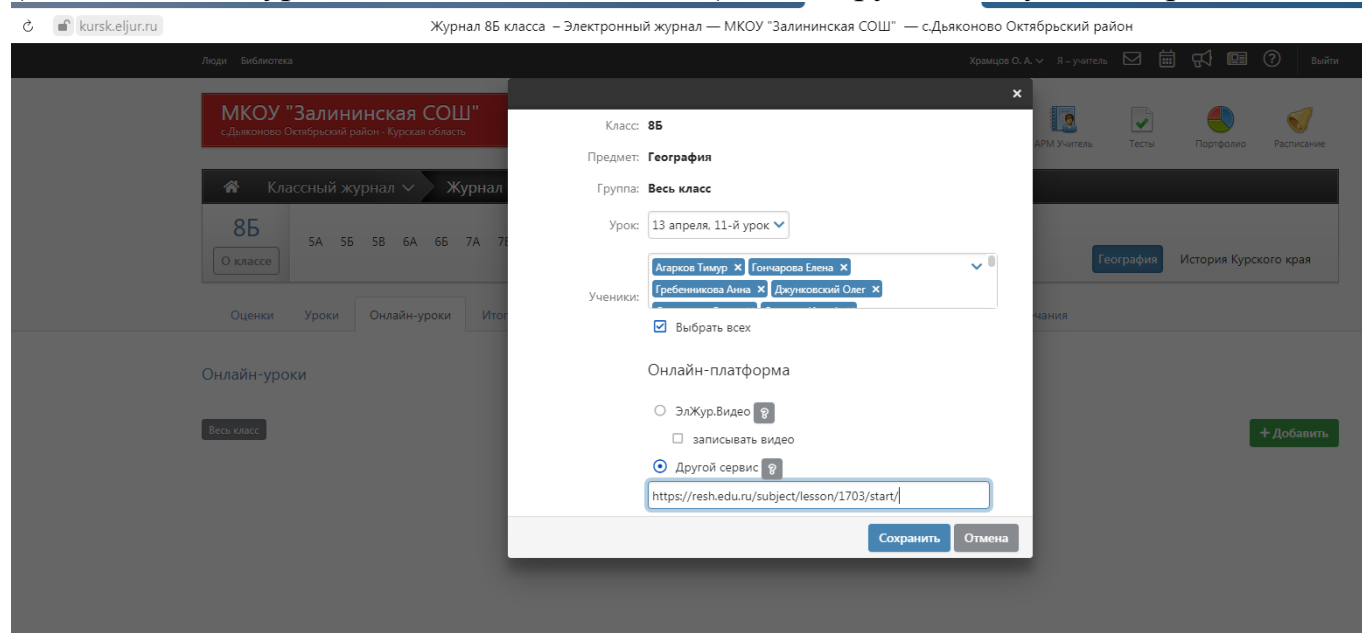 kursk.eljur.ru
Журнал 8Б класса – Электронный журнал — МКОУ "Залининская СОШ" — с.Дьяконово Октябрьский район
Люди Библиотека
Храмцов О. А. Я – учитель Выйти
МКОУ "Залининская СОШ"
с.Дьяконово Октябрьский район - Курская область
АРМ Учитель Тесты Портфолио Расписание
Классный журнал Журнал
8Б
О классе
5А 5Б 5В 6А 6Б 7А
География История Курского края
Оценки Уроки Онлайн-уроки
Онлайн-уроки
Весь класс
+ Добавить
Класс: 8Б
Предмет: География
Группа: Весь класс
Урок: 13 апреля, 11-й урок
Ученики:
Агарков Тимур × Гончарова Елена ×
Гребенникова Анна × Джунковский Олег ×
Выбрать всех
Онлайн-платформа
ЭлЖур.Видео ?
записывать видео
Другой сервис ?
https://resh.edu.ru/subject/lesson/1703/start/
Сохранить Отмена